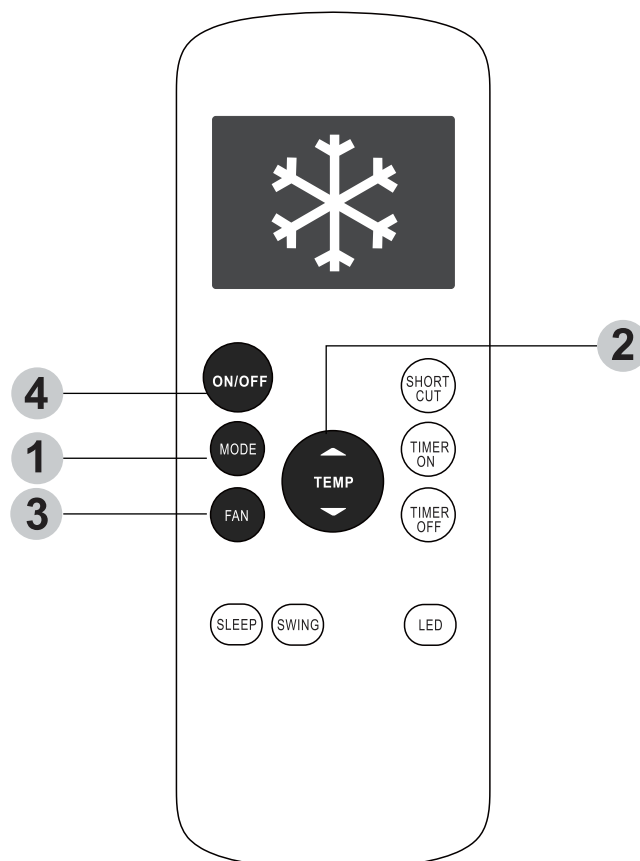 2
ON/OFF
4
SHORT
CUT
MODE
1
TIMER
ON
TEMP
FAN
3
TIMER
OFF
SLEEP
SWING
LED